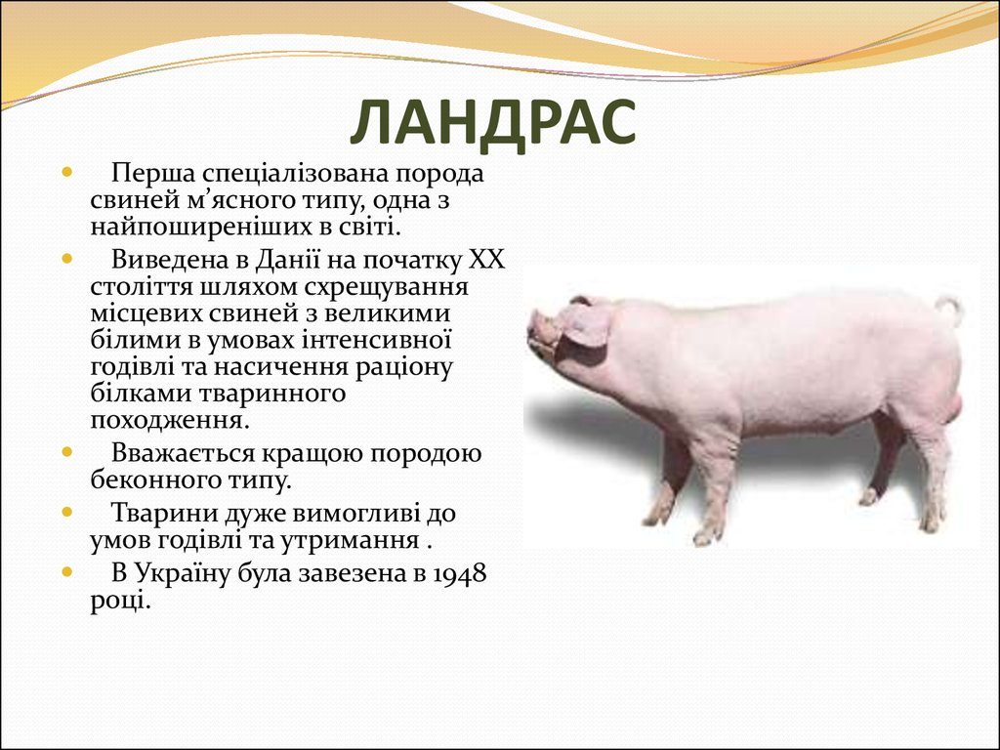 ЛАНДРАС
Перша спеціалізована порода
свиней м’ясного типу, одна з
найпоширеніших в світі.
Виведена в Данії на початку ХХ
століття шляхом схрещування
місцевих свиней з великими
білими в умовах інтенсивної
годівлі та насичення раціону
білками тваринного
походження.
Вважається кращою породою
беконного типу.
Тварини дуже вимогливі до
умов годівлі та утримання .
В Україну була завезена в 1948
році.